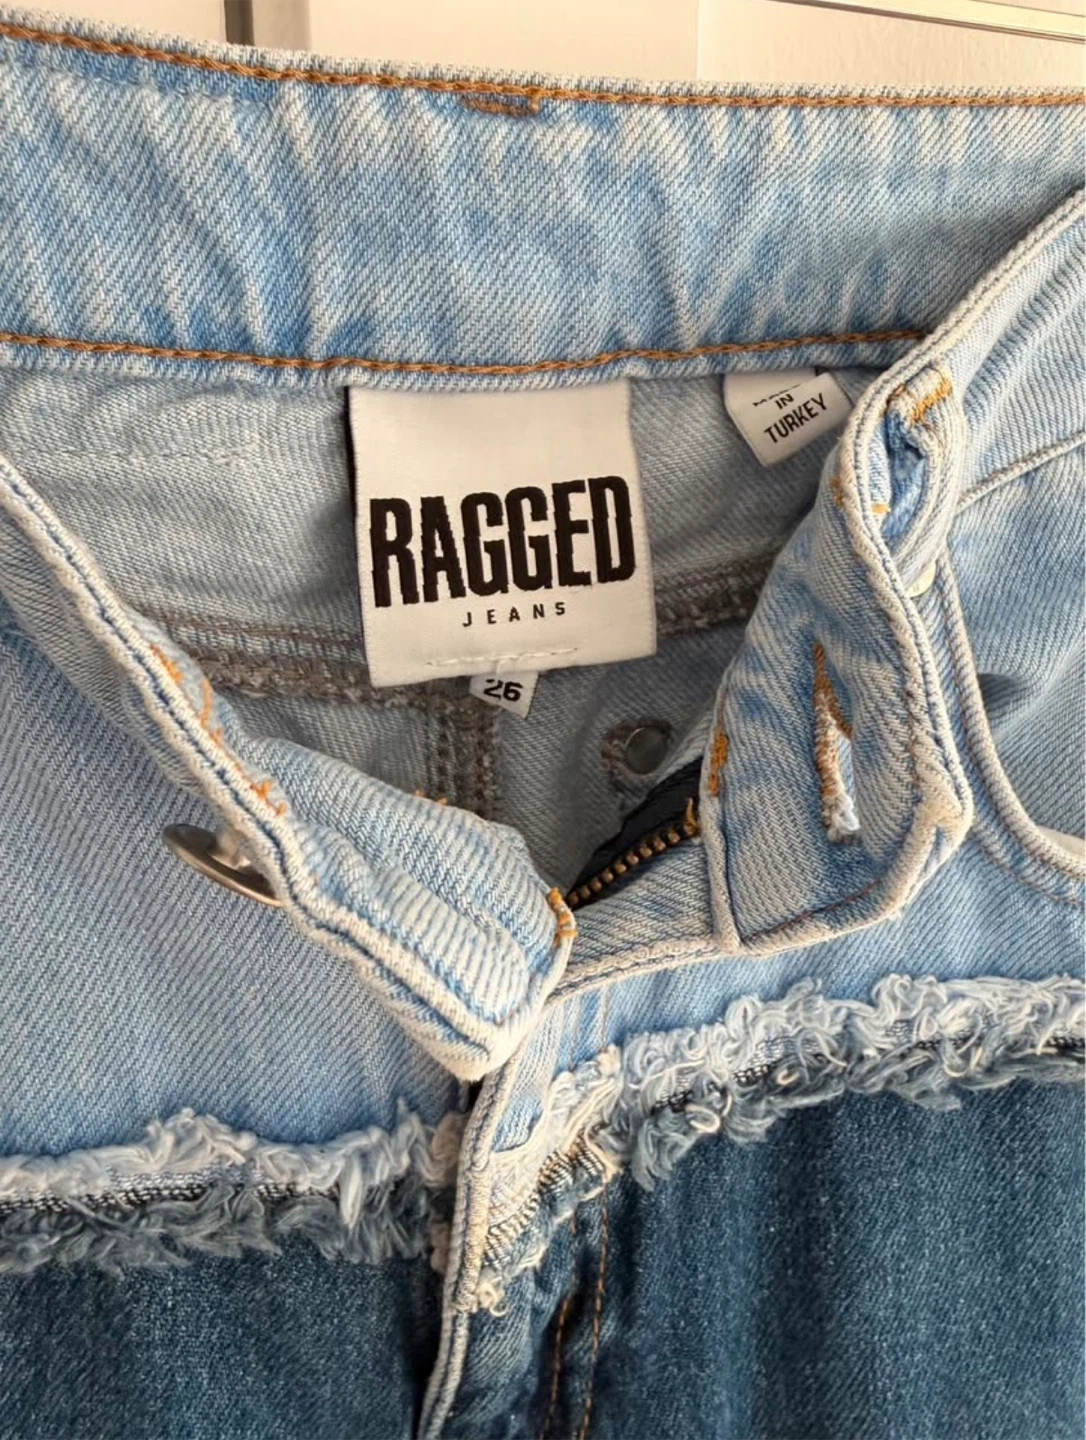 IN
TURKEY
RAGGED
JEANS
26